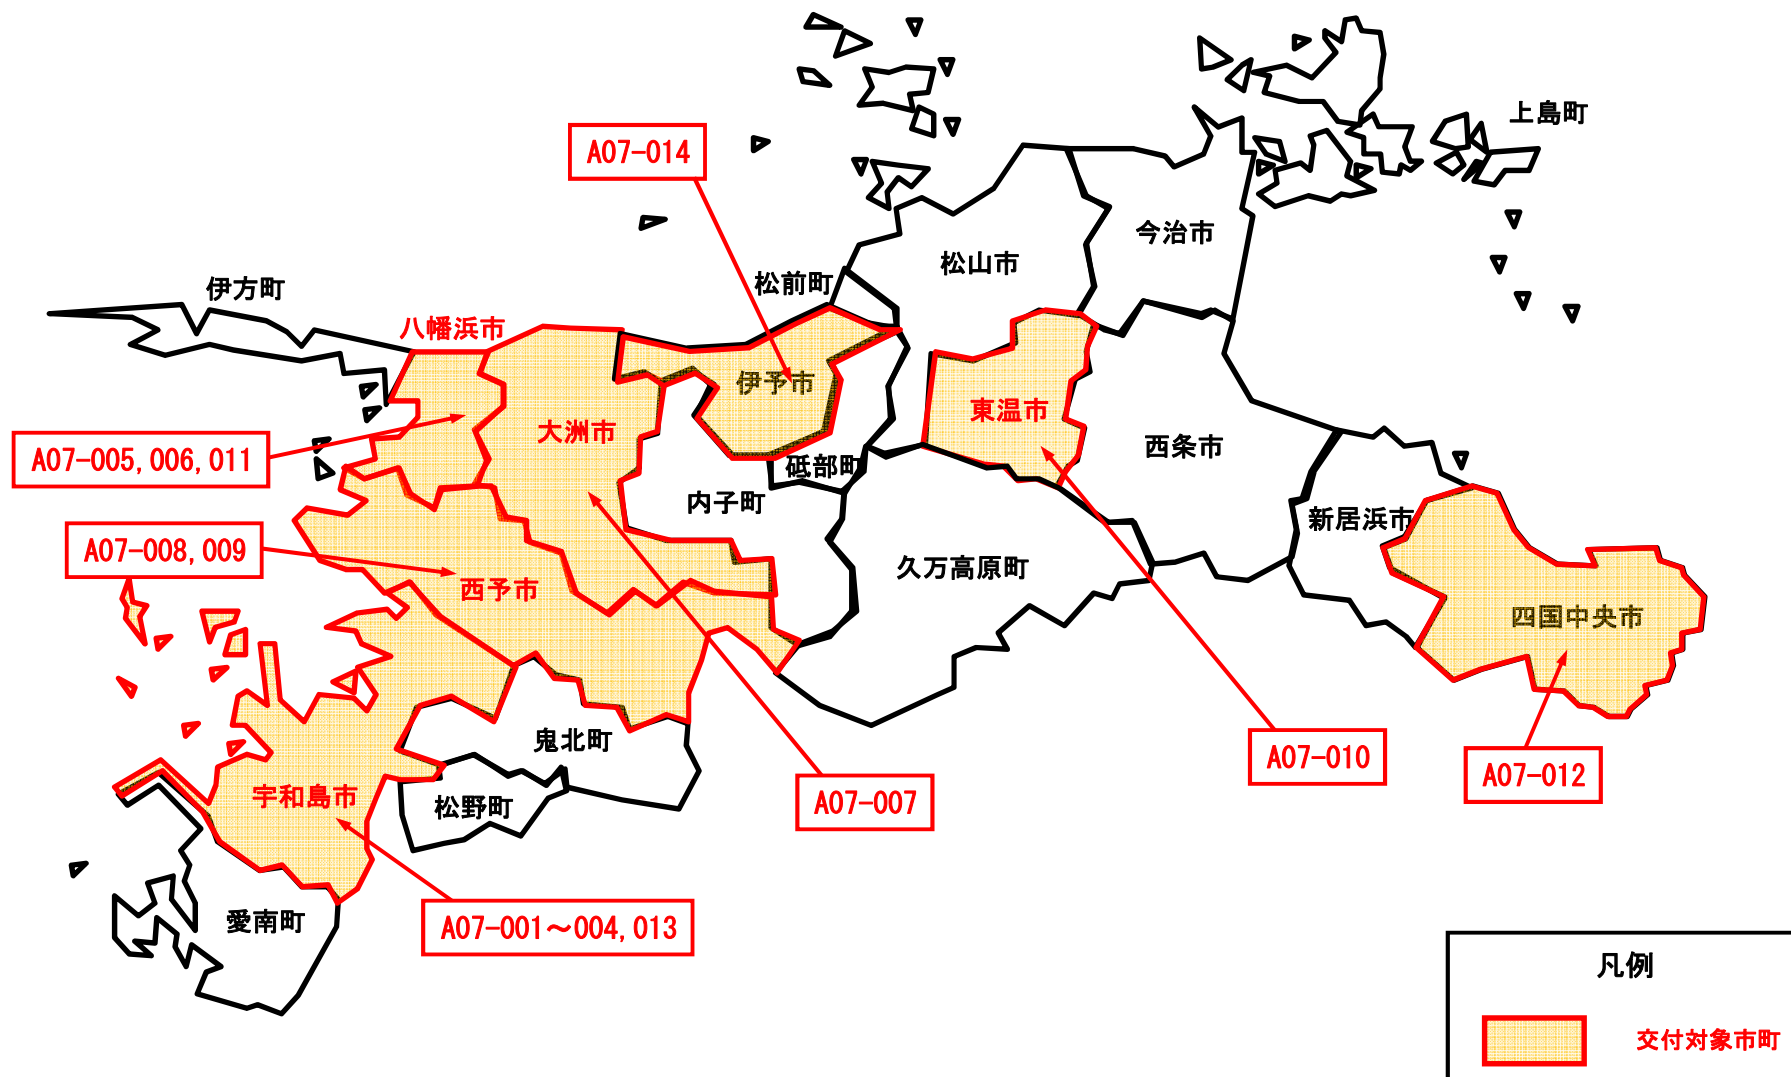 上島町
A07-014
今治市
松山市
松前町
伊方町
八幡浜市
伊予市
東温市
大洲市
西条市
A07-005,006,011
砥部町
内子町
新居浜市
A07-008,009
久万高原町
西予市
四国中央市
鬼北町
A07-010
A07-012
宇和島市
松野町
A07-007
愛南町
A07-001～004,013
凡例
交付対象市町